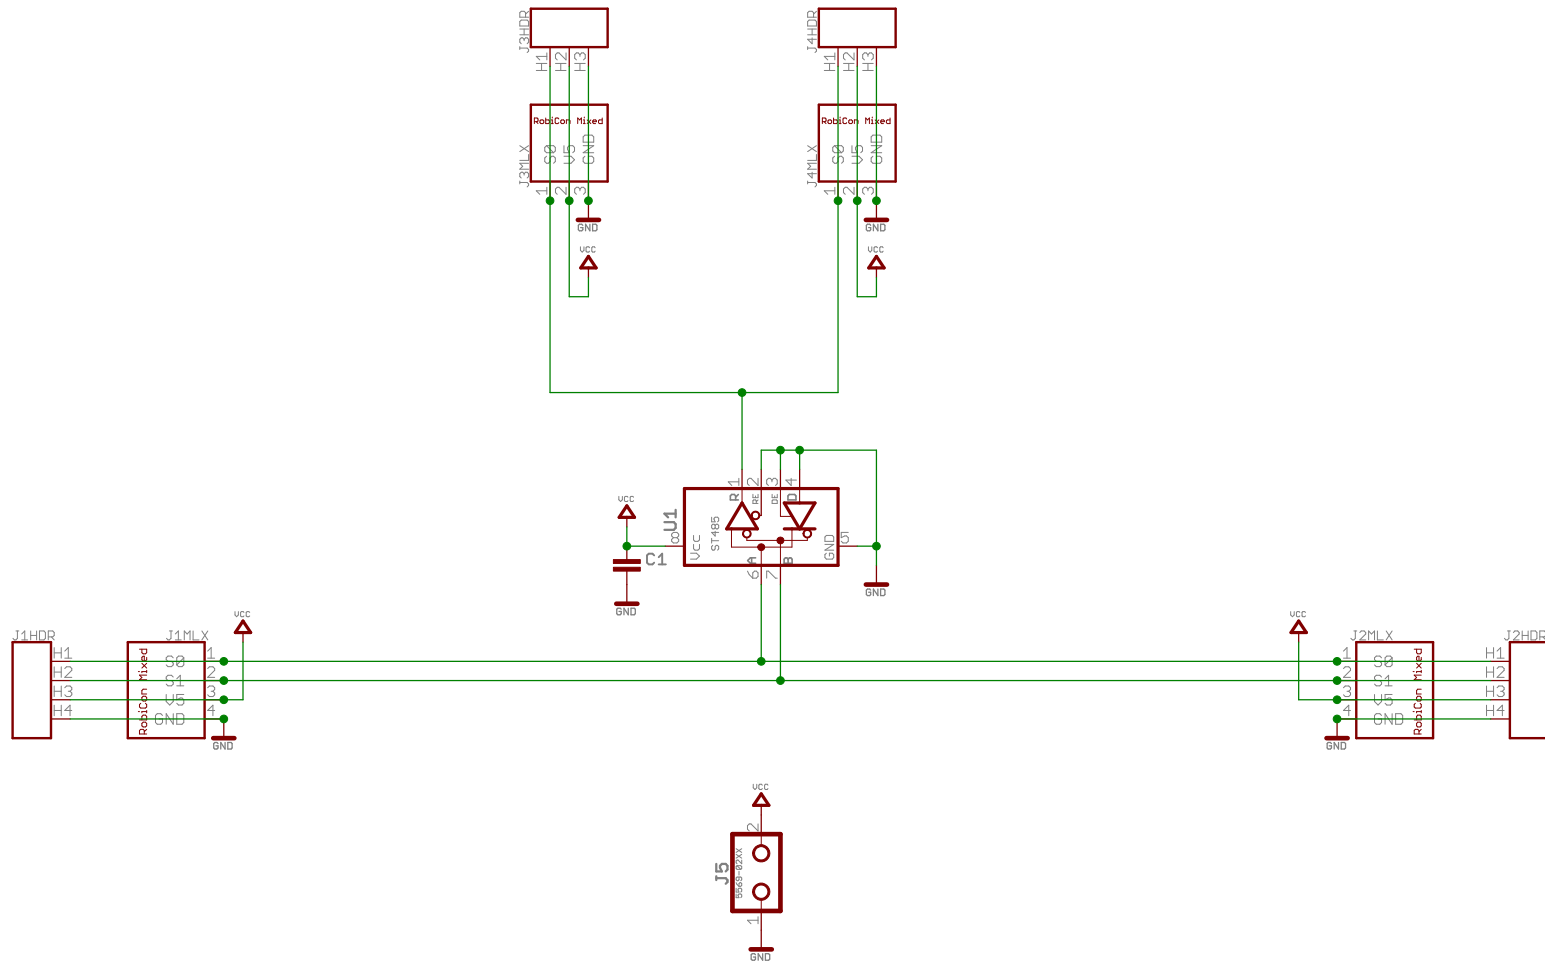 J3HDR
H1
H2
H3
J4HDR
H1
H2
H3
RobiCon Mixed
J3MLX
S0
V5
GND
1
2
3
GND
VCC
RobiCon Mixed
J4MLX
S0
V5
GND
1
2
3
GND
VCC
1
2
3
4
R
RE
DE
D
U1
ST485
8
Vcc
GND
5
A
B
6
7
VCC
C1
GND
GND
J1HDR
H1
H2
H3
H4
J1MLX
RobiCon Mixed
S0
S1
V5
GND
1
2
3
4
VCC
GND
VCC
J2MLX
1
2
3
4
S0
S1
V5
GND
RobiCon Mixed
GND
J2HDR
H1
H2
H3
H4
VCC
2
J5
5569-02XX
1
GND